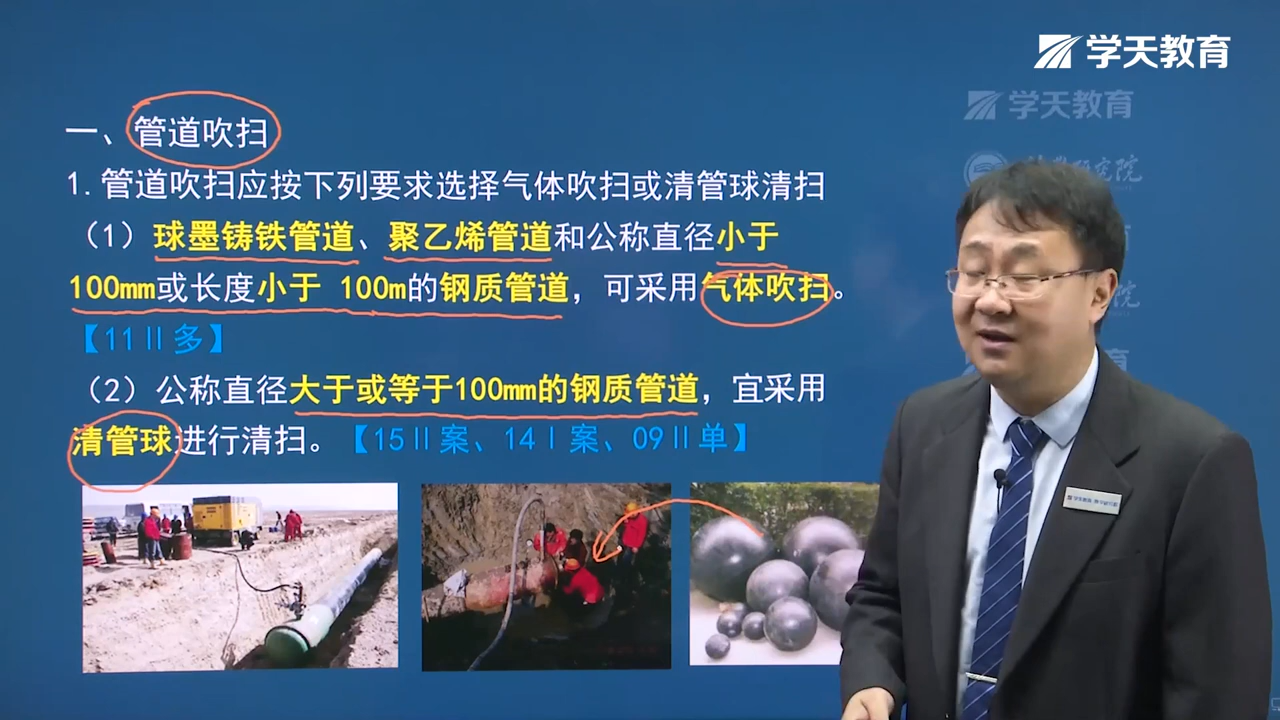 学天教育
学天教育
一、管道吹扫
1.管道吹扫应按下列要求选择气体吹扫或清管球清扫
（1）球墨铸铁管道、聚乙烯管道和公称直径小于
100mm或长度小于 100m的钢质管道，可采用气体吹扫。
【11Ⅱ多】
（2）公称直径大于或等于100mm的钢质管道，宜采用
清管球进行清扫。【15Ⅱ案、14Ⅰ案、09Ⅱ单】